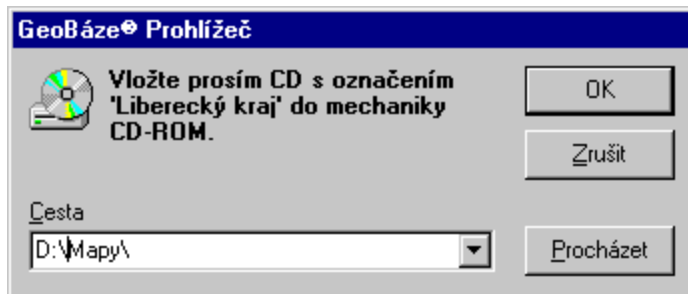 GeoBáze® Prohlížeč
Vložte prosím CD s označením
'Liberecký kraj' do mechaniky
CD-ROM.
OK
Zrušit
Cesta
D:\Mapy\
Procházet